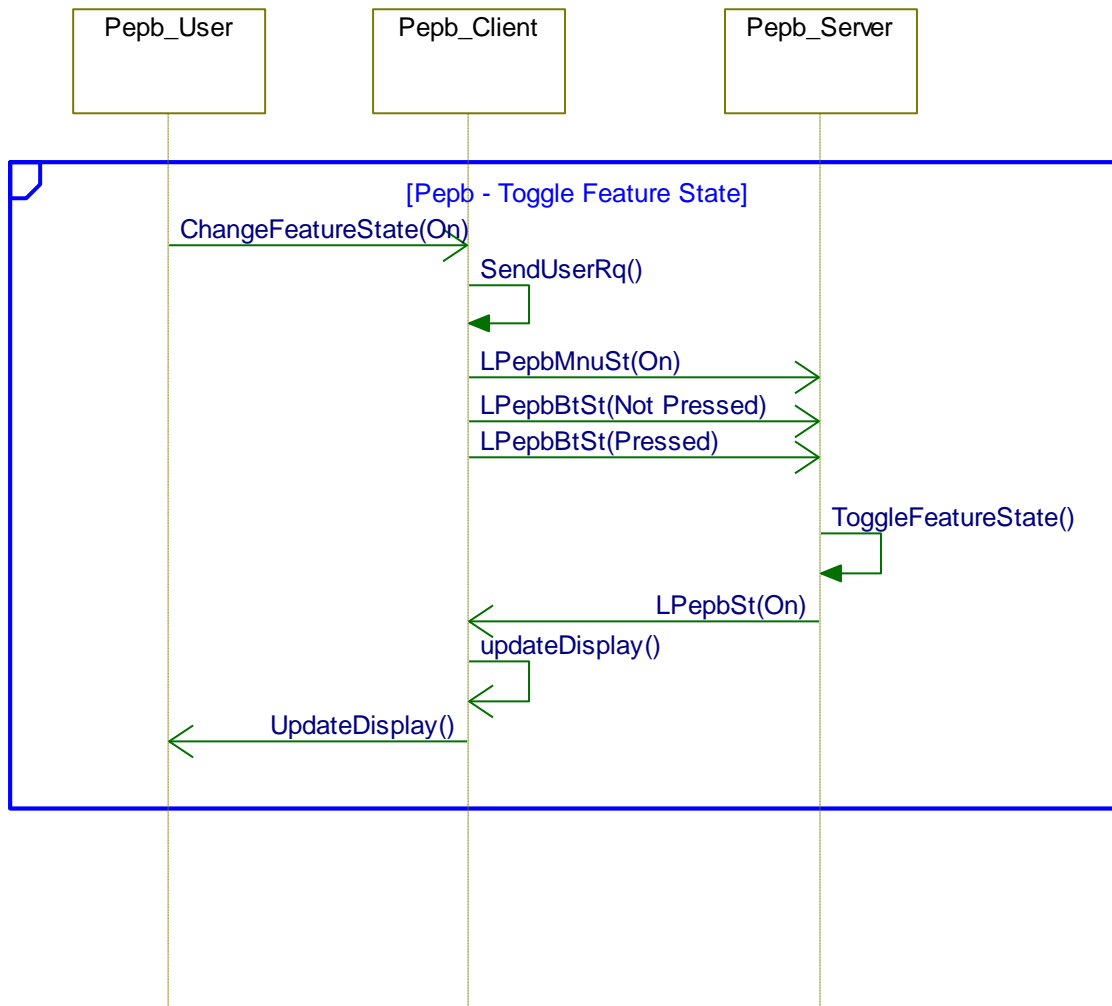 Pepb_User
Pepb_Client
Pepb_Server
[Pepb - Toggle Feature State]
ChangeFeatureState(On)
SendUserRq()
LPepbMnuSt(On)
LPepbBtSt(Not Pressed)
LPepbBtSt(Pressed)
ToggleFeatureState()
LPepbSt(On)
updateDisplay()
UpdateDisplay()